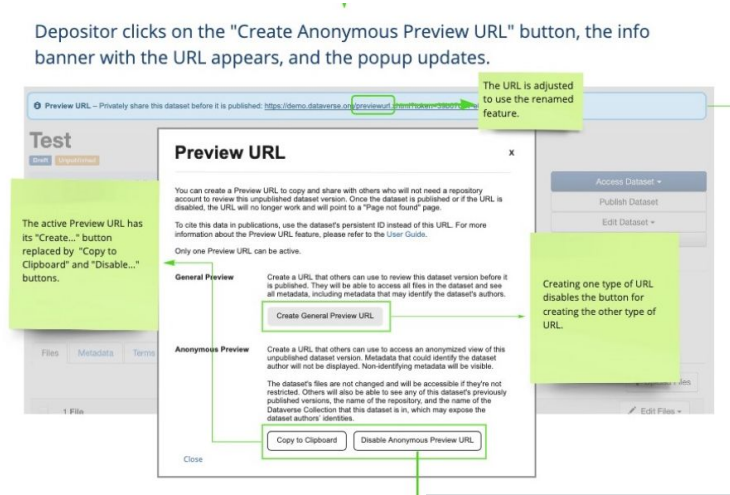 Depositor clicks on the "Create Anonymous Preview URL" button, the info
banner with the URL appears, and the popup updates.
Preview URL – Privately share this dataset before it is published: https://demo.dataverse.org/previewurl.xhtml?token=
The URL is adjusted
to use the renamed
feature.
Test
Draft Unpublished
Preview URL x
You can create a Preview URL to copy and share with others who will not need a repository
account to review this unpublished dataset version. Once the dataset is published or if the URL is
disabled, the URL will no longer work and will point to a "Page not found" page.
To cite this data in publications, use the dataset's persistent ID instead of this URL. For more
information about the Preview URL feature, please refer to the User Guide.
Only one Preview URL can be active.
Access Dataset
Publish Dataset
Edit Dataset
The active Preview URL has
its "Create..." button
replaced by "Copy to
Clipboard" and "Disable..."
buttons.
General Preview
Create a URL that others can use to review this dataset version before it
is published. They will be able to access all files in the dataset and see
all metadata, including metadata that may identify the dataset's authors.
Create General Preview URL
Creating one type of URL
disables the button for
creating the other type of
URL.
Anonymous Preview
Create a URL that others can use to access an anonymized view of this
unpublished dataset version. Metadata that could identify the dataset
author will not be displayed. Non-identifying metadata will be visible.
The dataset's files are not changed and will be accessible if they're not
restricted. Others will also be able to see any of this dataset's previously
published versions, the name of the repository, and the name of the
Dataverse Collection that this dataset is in, which may expose the
dataset authors' identities.
Copy to Clipboard Disable Anonymous Preview URL
Close
Files Metadata Terms
Files
1 File
Edit Files